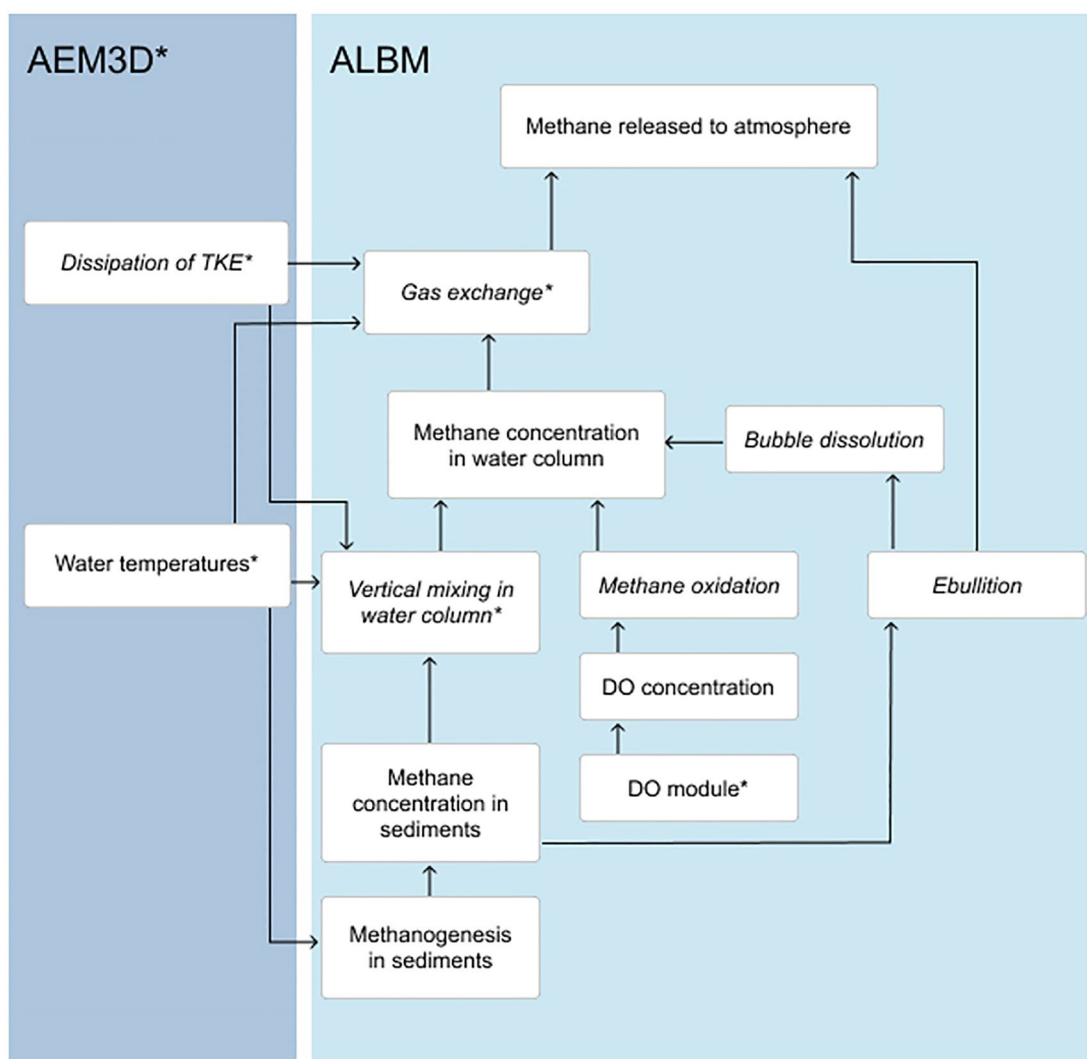 AEM3D*
ALBM
Methane released to atmosphere
Dissipation of TKE*
Gas exchange*
Methane concentration
in water column
Bubble dissolution
Water temperatures*
Vertical mixing in
water column*
Methane oxidation
Ebullition
DO concentration
Methane
concentration in
sediments
DO module*
Methanogenesis
in sediments